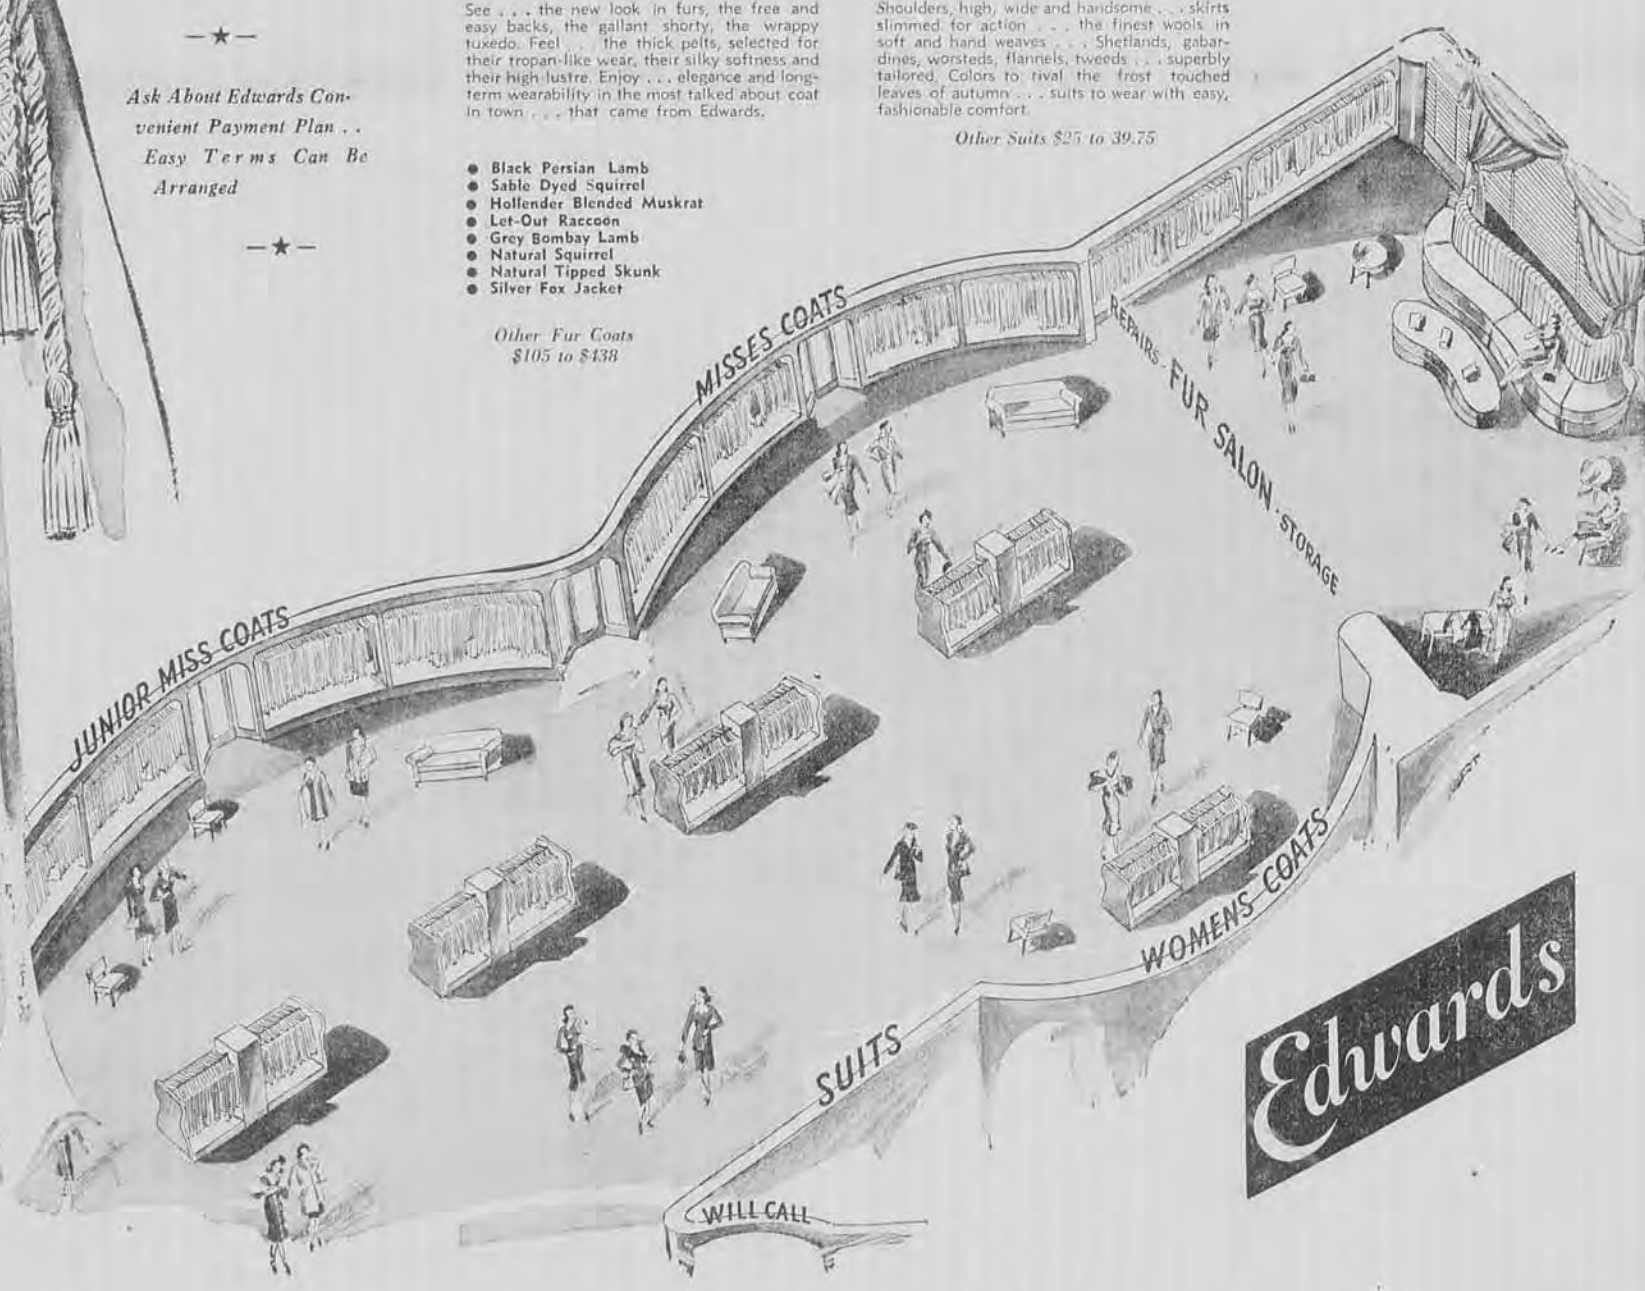 —★—
Ask About Edwards Con-
venient Payment Plan . .
Easy Terms Can Be
Arranged
—★—
See . . . the new look in furs, the free and
easy backs, the gallant shorty, the wrappy
tuxedo. Feel . . the thick pelts, selected for
their tropan-like wear, their silky softness and
their high lustre. Enjoy . . . elegance and long-
term wearability in the most talked about coat
in town . . . that came from Edwards.
● Black Persian Lamb
● Sable Dyed Squirrel
● Hollender Blended Muskrat
● Let-Out Raccoon
● Grey Bombay Lamb
● Natural Squirrel
● Natural Tipped Skunk
● Silver Fox Jacket
Other Fur Coats
$105 to $438
Shoulders, high, wide and handsome . . . skirts
slimmed for action . . . the finest wools in
soft and hand weaves . . . Shetlands, gabar-
dines, worsteds, flannels, tweeds . . . superbly
tailored. Colors to rival the frost touched
leaves of autumn . . . suits to wear with easy,
fashionable comfort.
Other Suits $25 to 39.75
JUNIOR MISS COATS
MISSES COATS
REPAIRS - FUR SALON - STORAGE
WOMENS COATS
SUITS
WILL CALL
Edwards